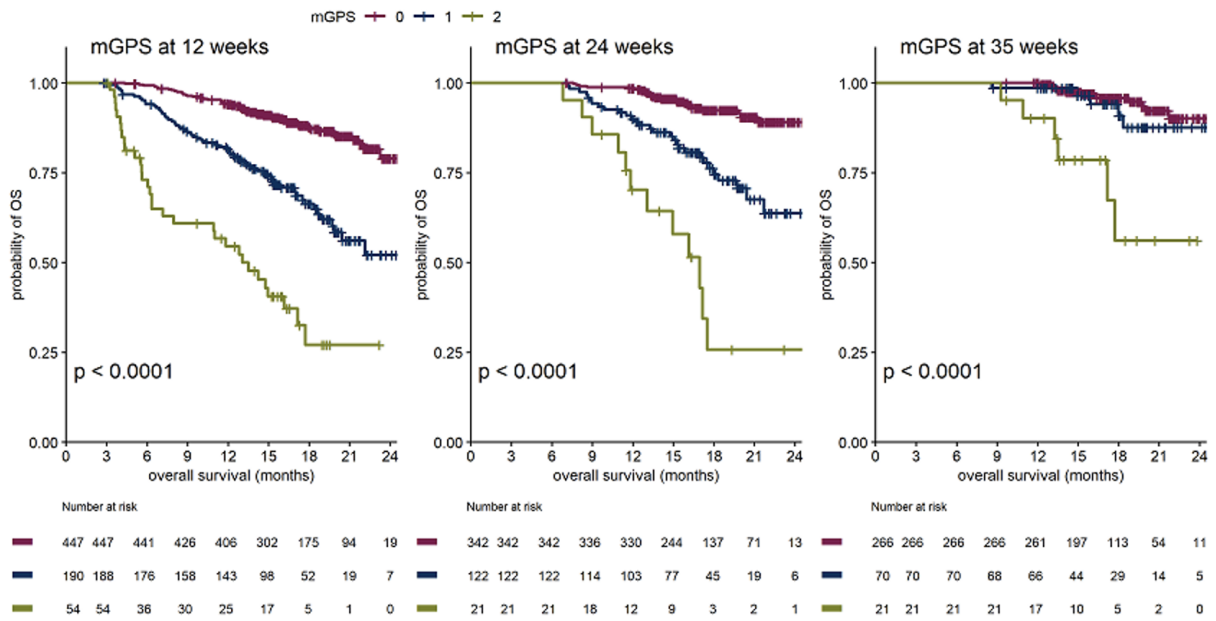 mGPS 0 1 2
mGPS at 12 weeks
1.00
0.75
0.50
0.25
0.00
probability of OS
p < 0.0001
0 3 6 9 12 15 18 21 24
overall survival (months)
Number at risk
447 447 441 426 406 302 175 94 19
190 188 176 158 143 98 52 19 7
54 54 36 30 25 17 5 1 0
mGPS at 24 weeks
1.00
0.75
0.50
0.25
0.00
probability of OS
p < 0.0001
0 3 6 9 12 15 18 21 24
overall survival (months)
Number at risk
342 342 342 336 330 244 137 71 13
122 122 122 114 103 77 45 19 6
21 21 21 18 12 9 3 2 1
mGPS at 35 weeks
1.00
0.75
0.50
0.25
0.00
probability of OS
p < 0.0001
0 3 6 9 12 15 18 21 24
overall survival (months)
Number at risk
266 266 266 266 261 197 113 54 11
70 70 70 68 66 44 29 14 5
21 21 21 21 17 10 5 2 0